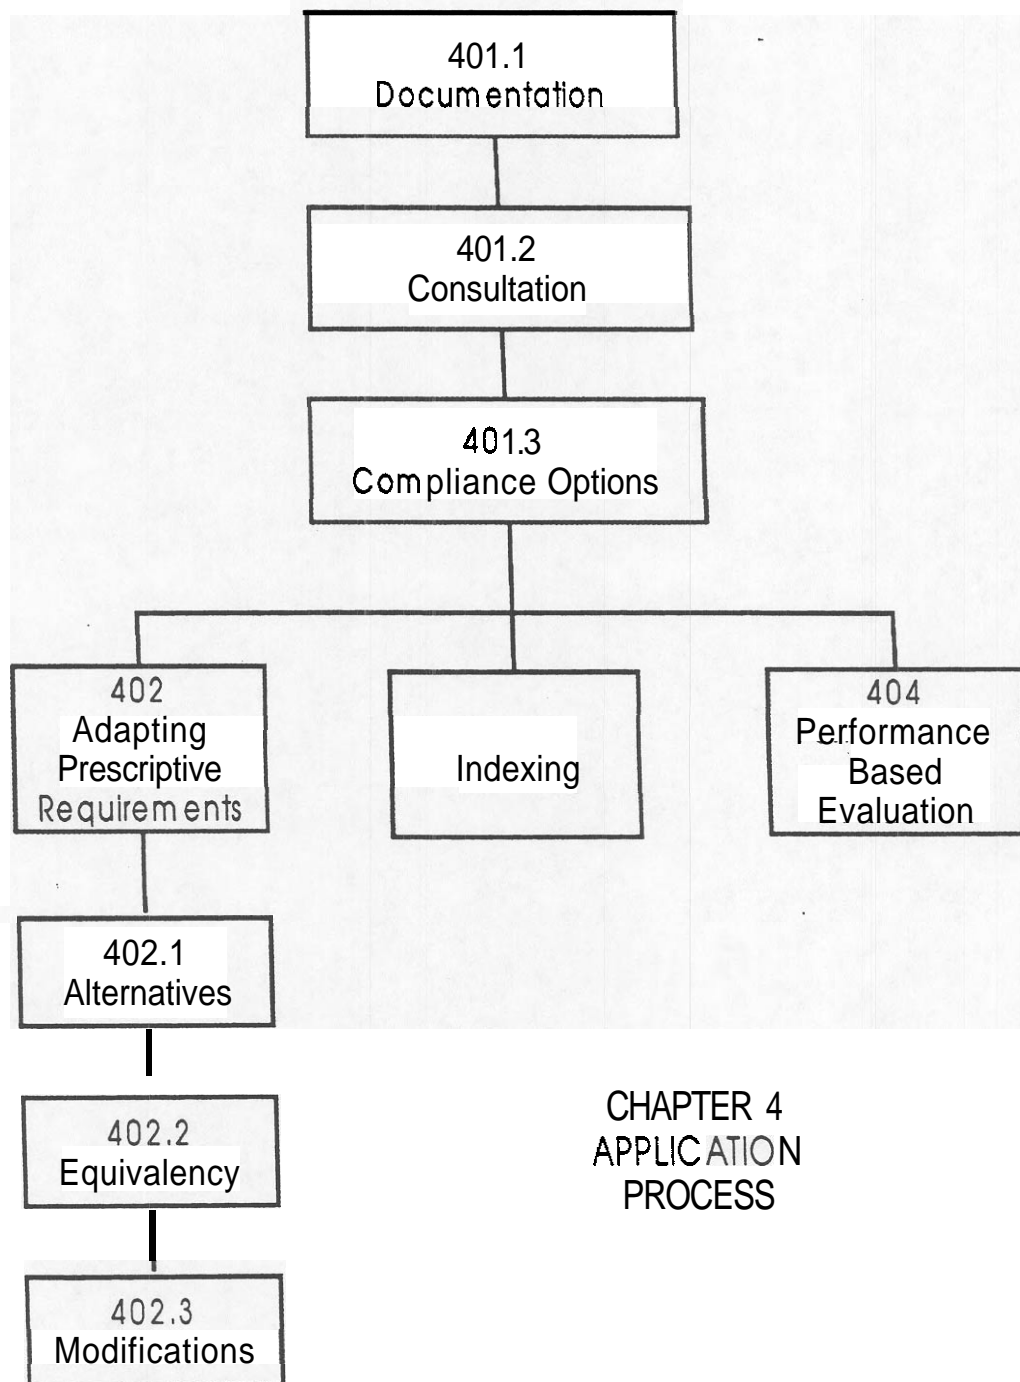 401.1
Documentation
401.2
Consultation
401.3
Compliance Options
402
Adapting
Prescriptive
Requirements
Indexing
404
Performance
Based
Evaluation
402.1
Alternatives
402.2
Equivalency
402.3
Modifications
CHAPTER 4
APPLICATION
PROCESS